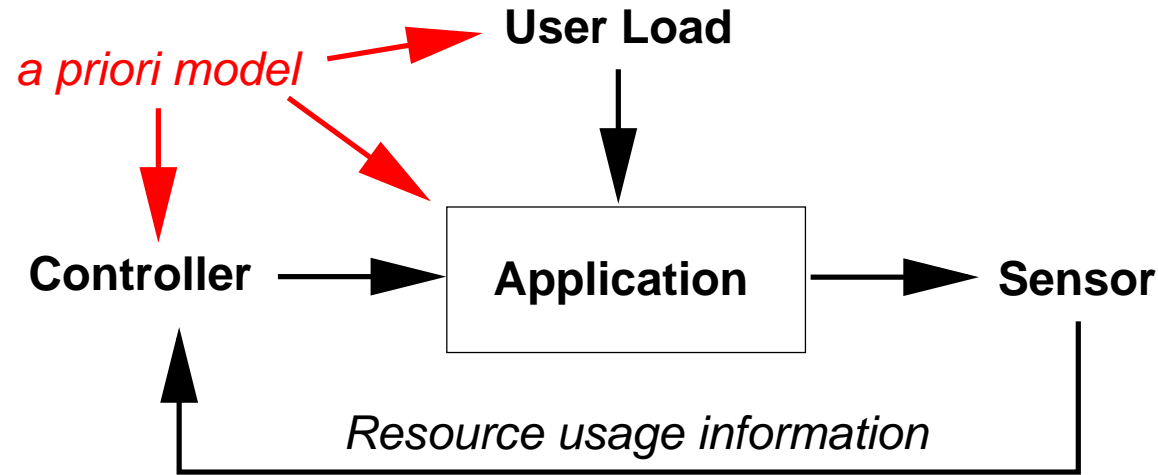 User Load
a priori model
Controller
Application
Sensor
Resource usage information